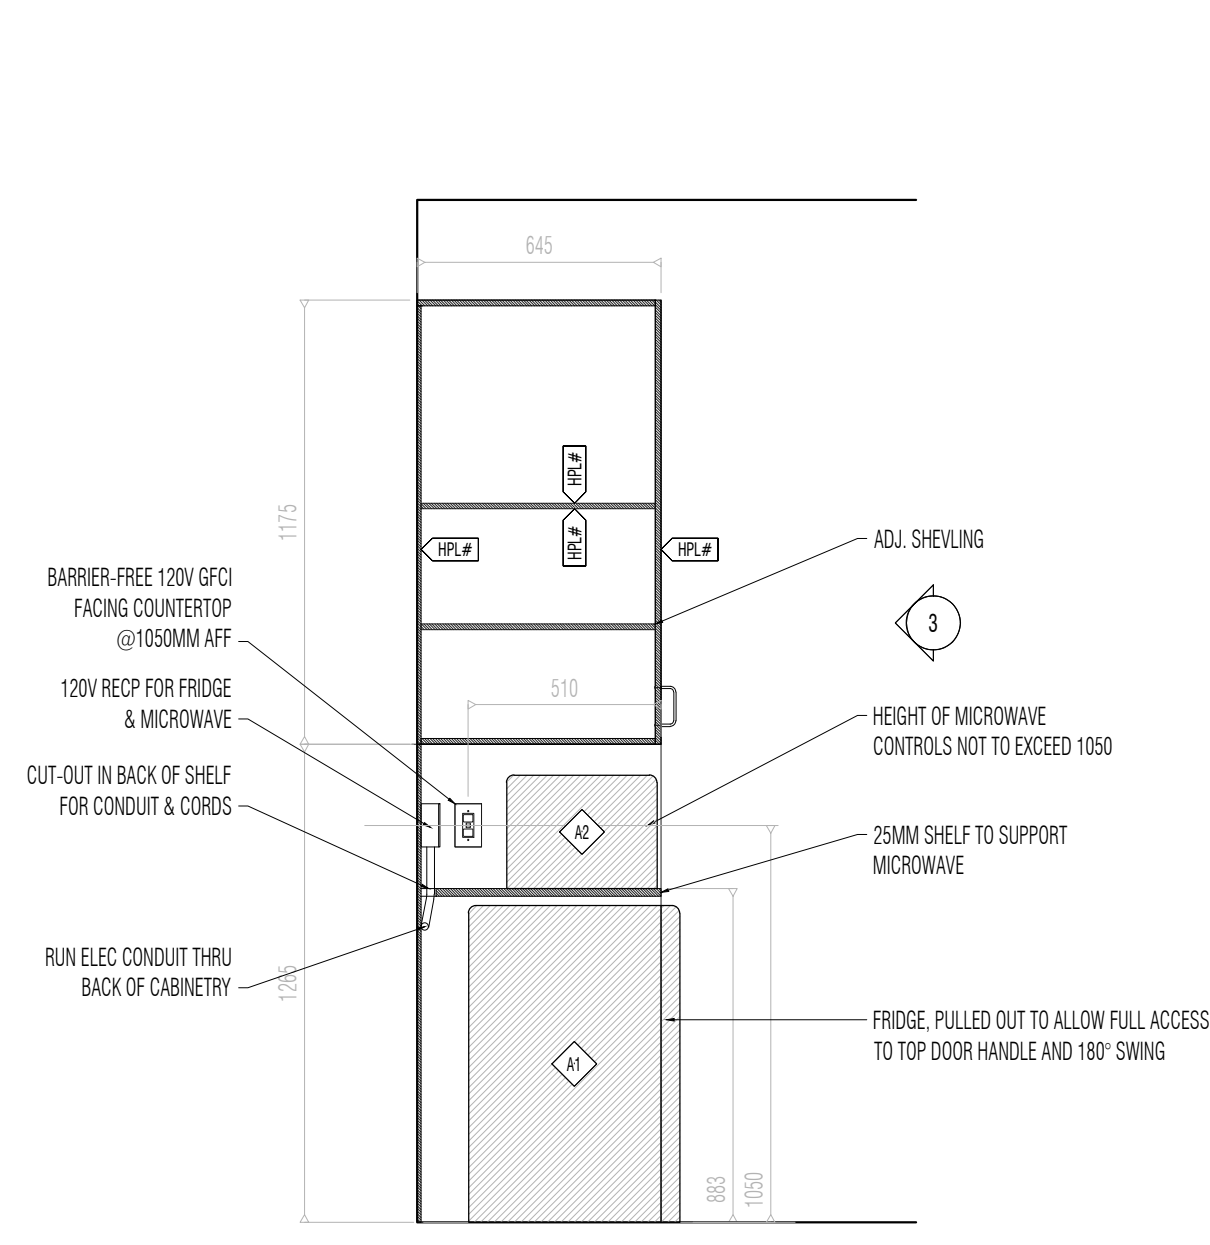 645
1175
HPL#
HPL#
HPL#
HPL#
ADJ. SHEVLING
BARRIER-FREE 120V GFCI
FACING COUNTERTOP
@1050MM AFF
3
120V RECP FOR FRIDGE
& MICROWAVE
510
HEIGHT OF MICROWAVE
CONTROLS NOT TO EXCEED 1050
CUT-OUT IN BACK OF SHELF
FOR CONDUIT & CORDS
A2
25MM SHELF TO SUPPORT
MICROWAVE
RUN ELEC CONDUIT THRU
BACK OF CABINETRY
1265
FRIDGE, PULLED OUT TO ALLOW FULL ACCESS
TO TOP DOOR HANDLE AND 180° SWING
A1
883
1050